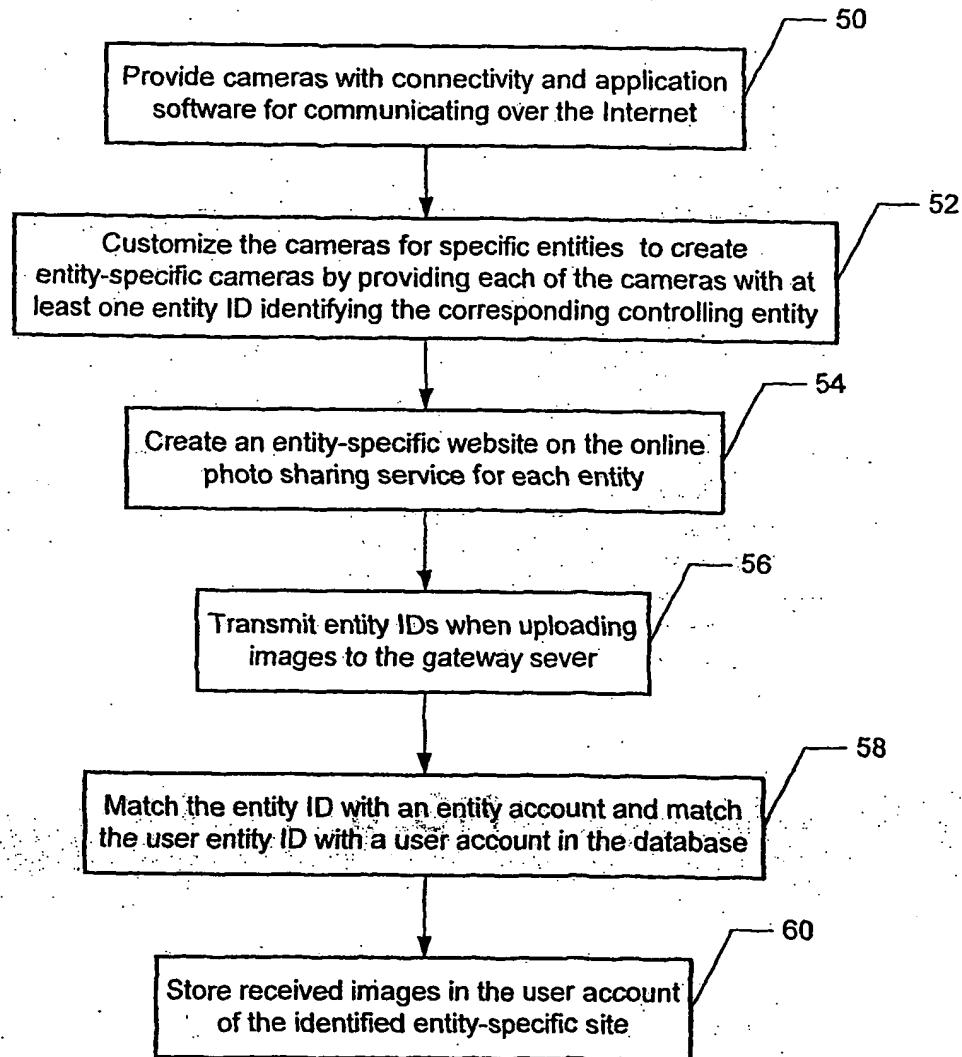 50
Provide cameras with connectivity and application
software for communicating over the Internet
52
Customize the cameras for specific entities to create
entity-specific cameras by providing each of the cameras with at
least one entity ID identifying the corresponding controlling entity
54
Create an entity-specific website on the online
photo sharing service for each entity
56
Transmit entity IDs when uploading
images to the gateway sever
58
Match the entity ID with an entity account and match
the user entity ID with a user account in the database
60
Store received images in the user account
of the identified entity-specific site